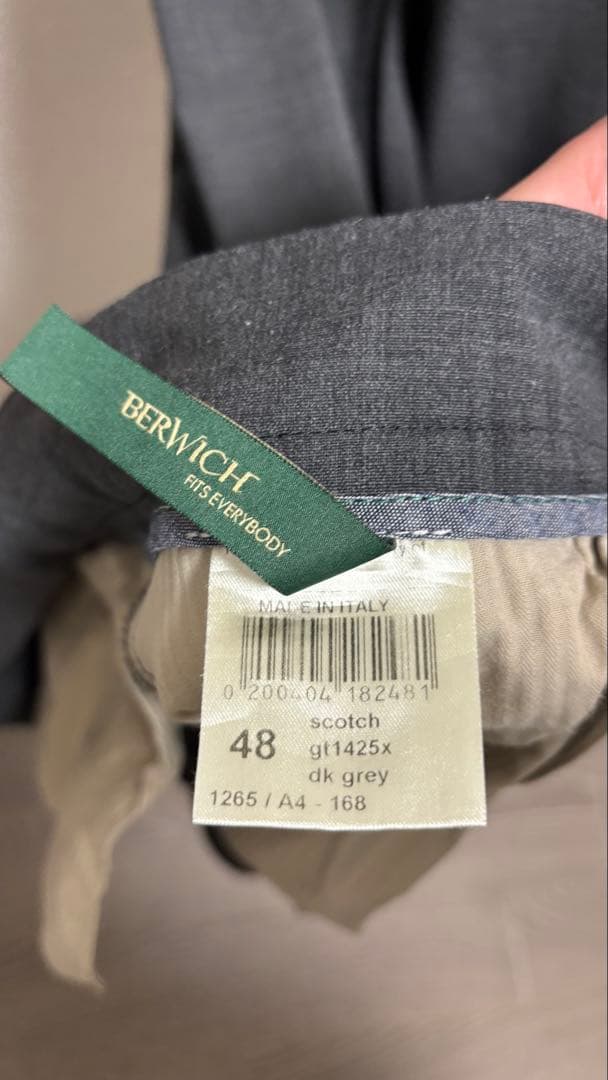 BERWICH
FITS EVERYBODY
MADE IN ITALY
0 200404 182481
48
scotch
gt1425x
dk grey
1265 / A4 - 168